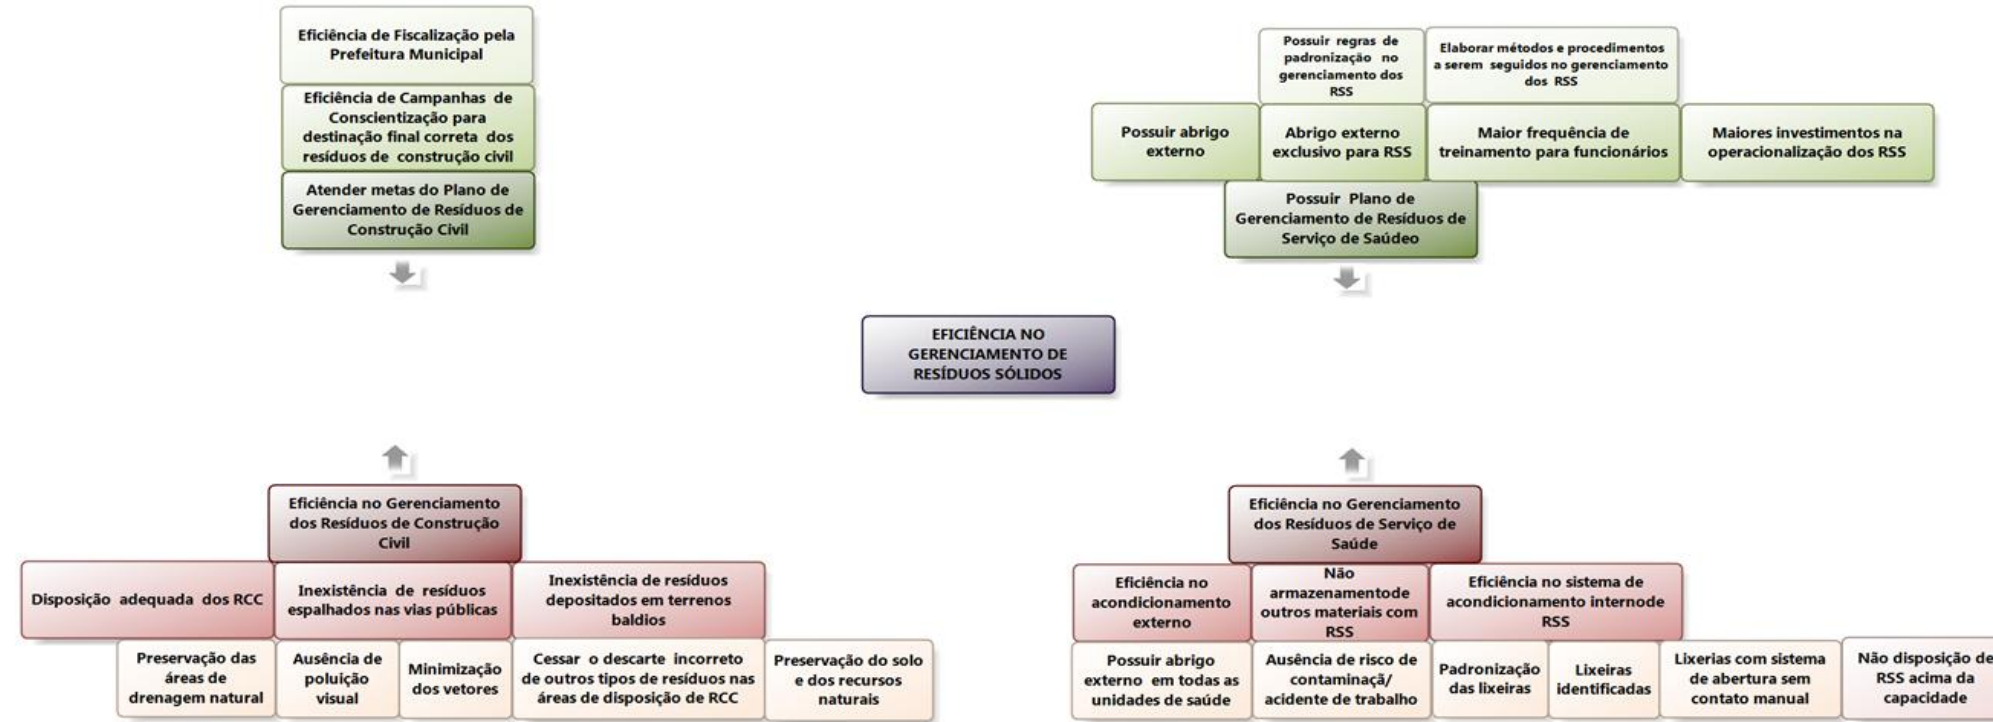 Eficiência de Fiscalização pela
Prefeitura Municipal
Eficiência de Campanhas de
Conscientização para
destinação final correta dos
resíduos de construção civil
Atender metas do Plano de
Gerenciamento de Resíduos de
Construção Civil
Possuir regras de
padronização no
gerenciamento dos
RSS
Elaborar métodos e procedimentos
a serem seguidos no gerenciamento
dos RSS
Possuir abrigo
externo
Abrigo externo
exclusivo para RSS
Maior frequência de
treinamento para funcionários
Maiores investimentos na
operacionalização dos RSS
Possuir Plano de
Gerenciamento de Resíduos de
Serviço de Saúdeo
EFICIÊNCIA NO
GERENCIAMENTO DE
RESÍDUOS SÓLIDOS
Eficiência no Gerenciamento
dos Resíduos de Construção
Civil
Disposição adequada dos RCC
Inexistência de resíduos
espalhados nas vias públicas
Inexistência de resíduos
depositados em terrenos
baldios
Preservação das
áreas de
drenagem natural
Ausência de
poluição
visual
Minimização
dos vetores
Cessar o descarte incorreto
de outros tipos de resíduos nas
áreas de disposição de RCC
Preservação do solo
e dos recursos
naturais
Eficiência no Gerenciamento
dos Resíduos de Serviço de
Saúde
Eficiência no
acondicionamento
externo
Não
armazenamentode
outros materiais com
RSS
Eficiência no sistema de
acondicionamento internode
RSS
Possuir abrigo
externo em todas as
unidades de saúde
Ausência de risco de
contaminaçã/
acidente de trabalho
Padronização
das lixeiras
Lixeiras
identificadas
Lixerias com sistema
de abertura sem
contato manual
Não disposição de
RSS acima da
capacidade